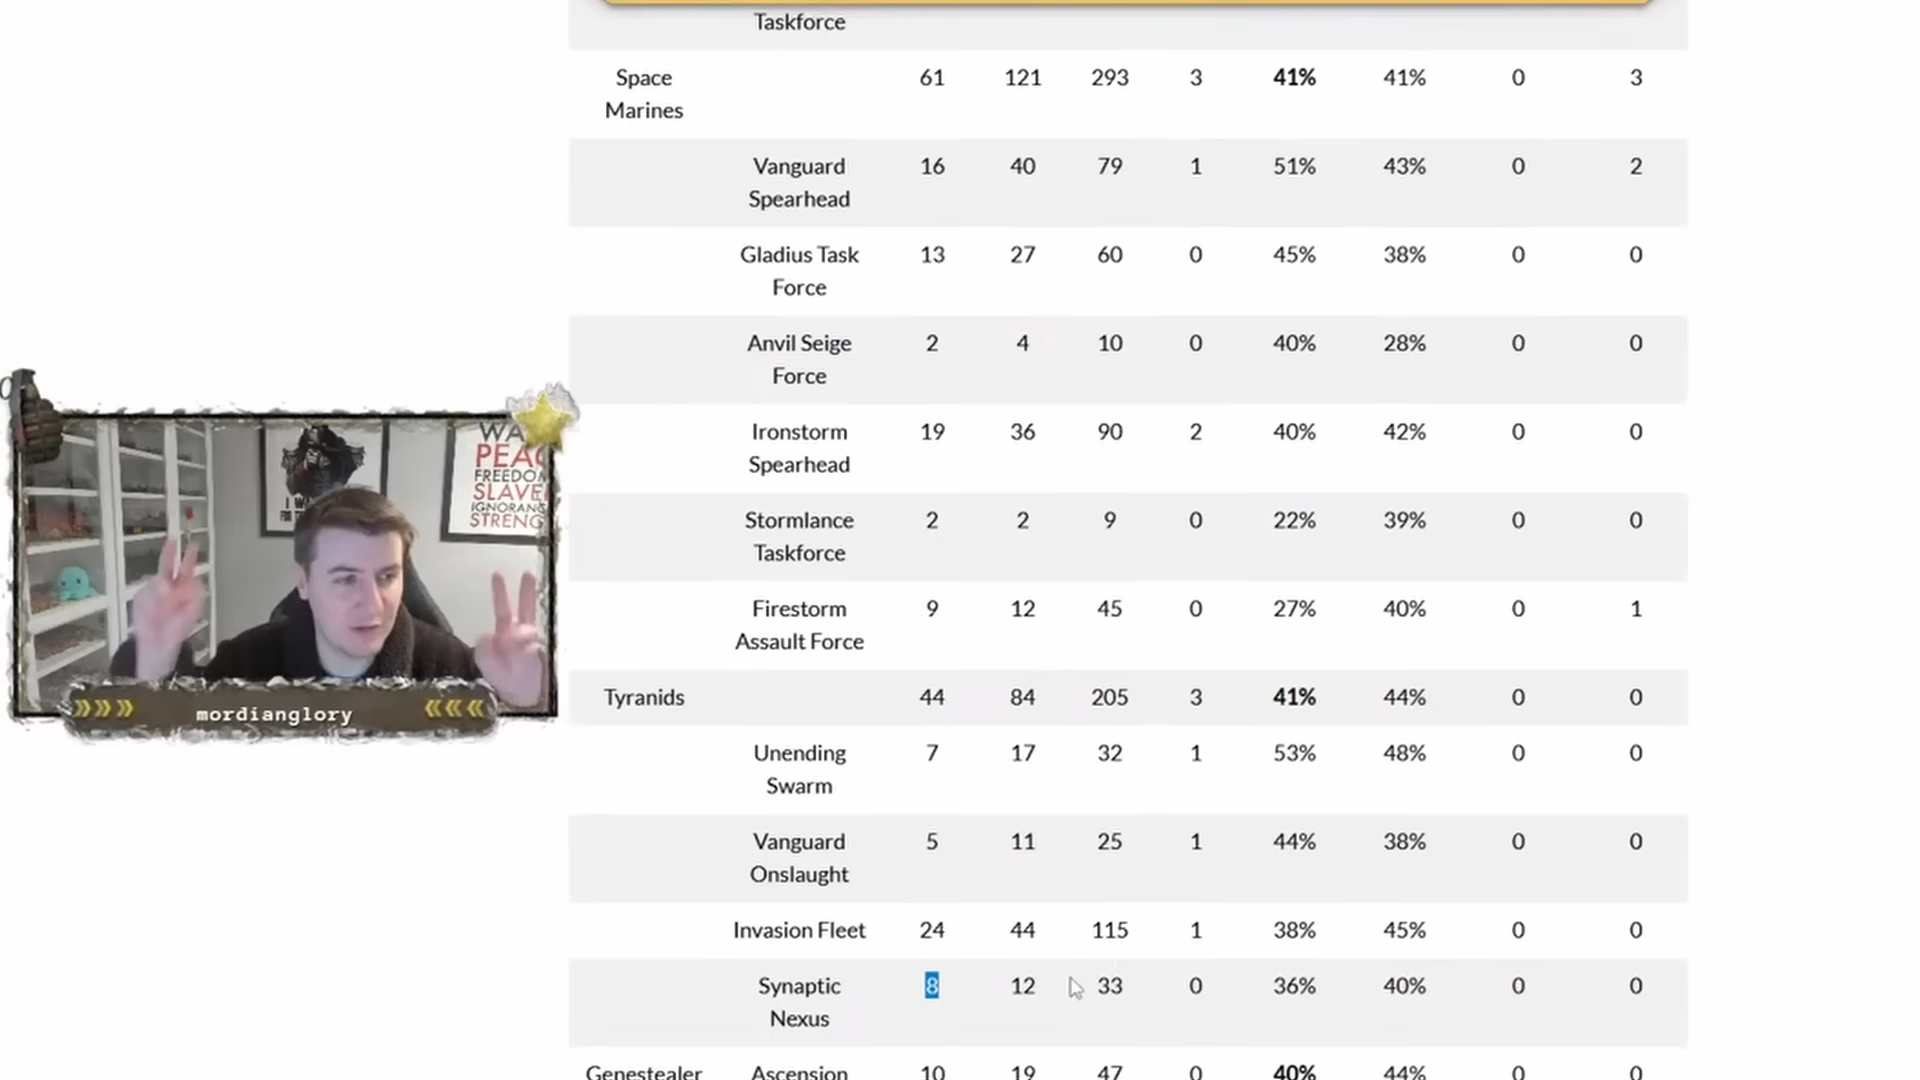 Taskforce
Space Marines 61 121 293 3 41% 41% 0 3
Vanguard Spearhead 16 40 79 1 51% 43% 0 2
Gladius Task Force 13 27 60 0 45% 38% 0 0
Anvil Seige Force 2 4 10 0 40% 28% 0 0
Ironstorm Spearhead 19 36 90 2 40% 42% 0 0
Stormlance Taskforce 2 2 9 0 22% 39% 0 0
Firestorm Assault Force 9 12 45 0 27% 40% 0 1
Tyranids 44 84 205 3 41% 44% 0 0
Unending Swarm 7 17 32 1 53% 48% 0 0
Vanguard Onslaught 5 11 25 1 44% 38% 0 0
Invasion Fleet 24 44 115 1 38% 45% 0 0
Synaptic Nexus 8 12 33 0 36% 40% 0 0
Genestealer Ascension 10 19 47 0 40% 44% 0 0
WA
PEAC
FREEDOM
SLAVE
IGNORANC
STRENG
mordianglory